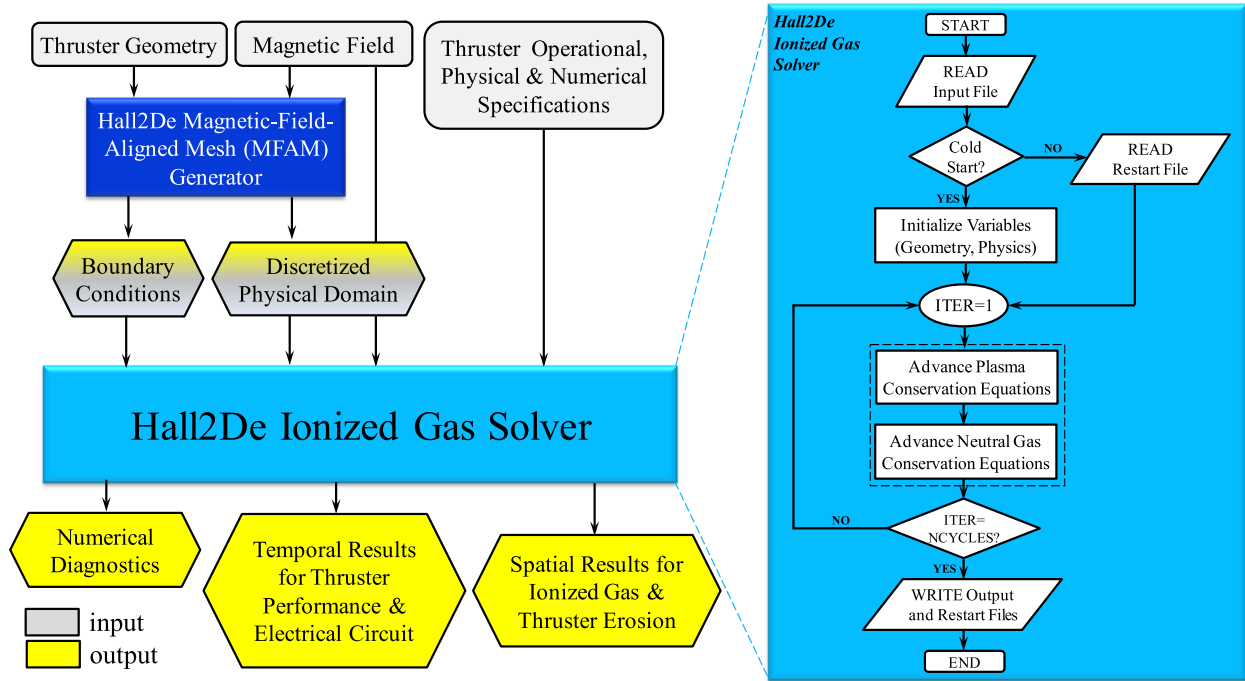 Thruster Geometry
Magnetic Field
Thruster Operational,
Physical & Numerical
Specifications
Hall2De Magnetic-Field-
Aligned Mesh (MFAM)
Generator
Boundary
Conditions
Discretized
Physical Domain
Hall2De Ionized Gas Solver
Numerical
Diagnostics
Temporal Results
for Thruster
Performance &
Electrical Circuit
Spatial Results for
Ionized Gas &
Thruster Erosion
input
output
Hall2De
Ionized Gas
Solver
START
READ
Input File
Cold
Start?
NO
READ
Restart File
YES
Initialize Variables
(Geometry, Physics)
ITER=1
Advance Plasma
Conservation Equations
Advance Neutral Gas
Conservation Equations
NO
ITER=
NCYCLES?
YES
WRITE Output
and Restart Files
END